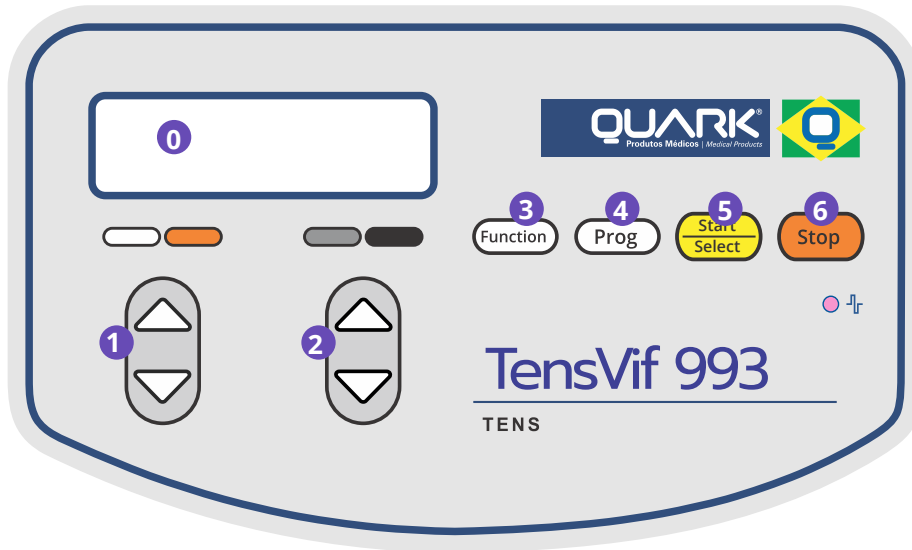 0
QUARK®
Produtos Médicos | Medical Products
3 4 5 6
Function Prog Start Stop
Select
1 2
TensVif 993
TENS